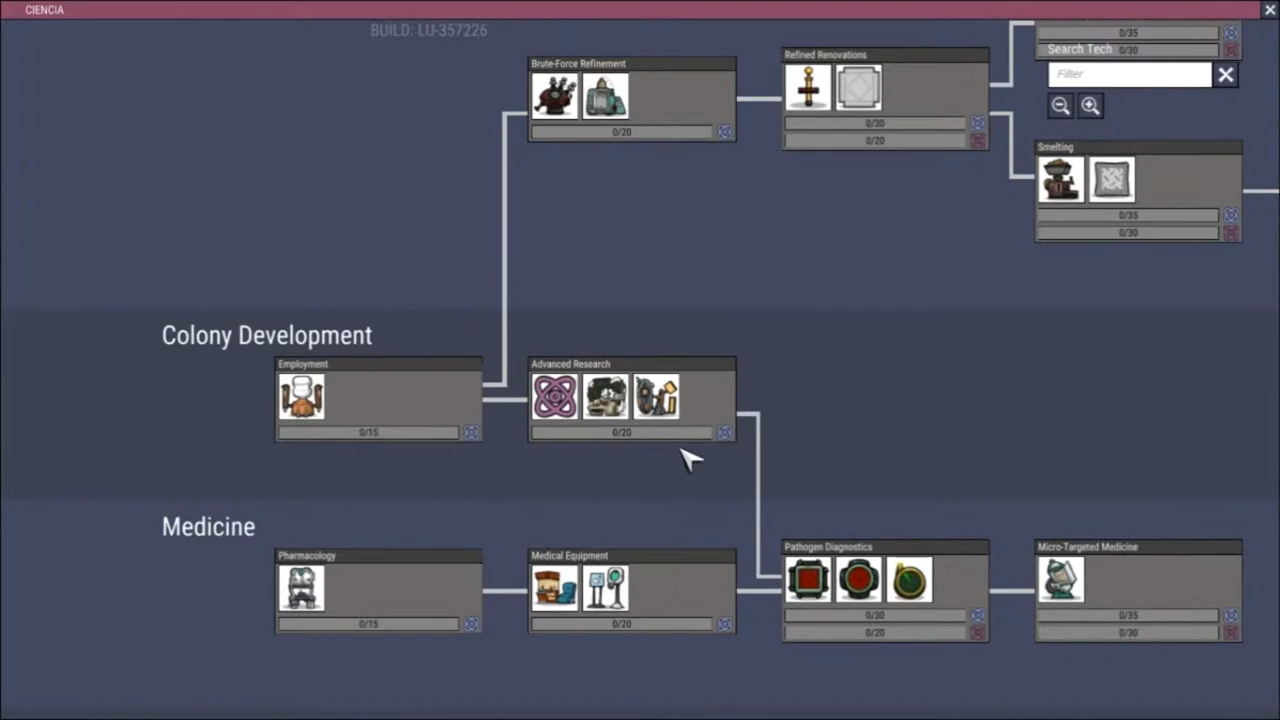 CIENCIA
BUILD: LU-357226
0/35
Search Tech
0/30
Filter
Brute-Force Refinement
0/20
Refined Renovations
0/30
0/20
Smelting
0/35
0/30
Colony Development
Employment
0/15
Advanced Research
0/20
Medicine
Pharmacology
0/15
Medical Equipment
0/20
Pathogen Diagnostics
0/30
0/20
Micro-Targeted Medicine
0/35
0/30